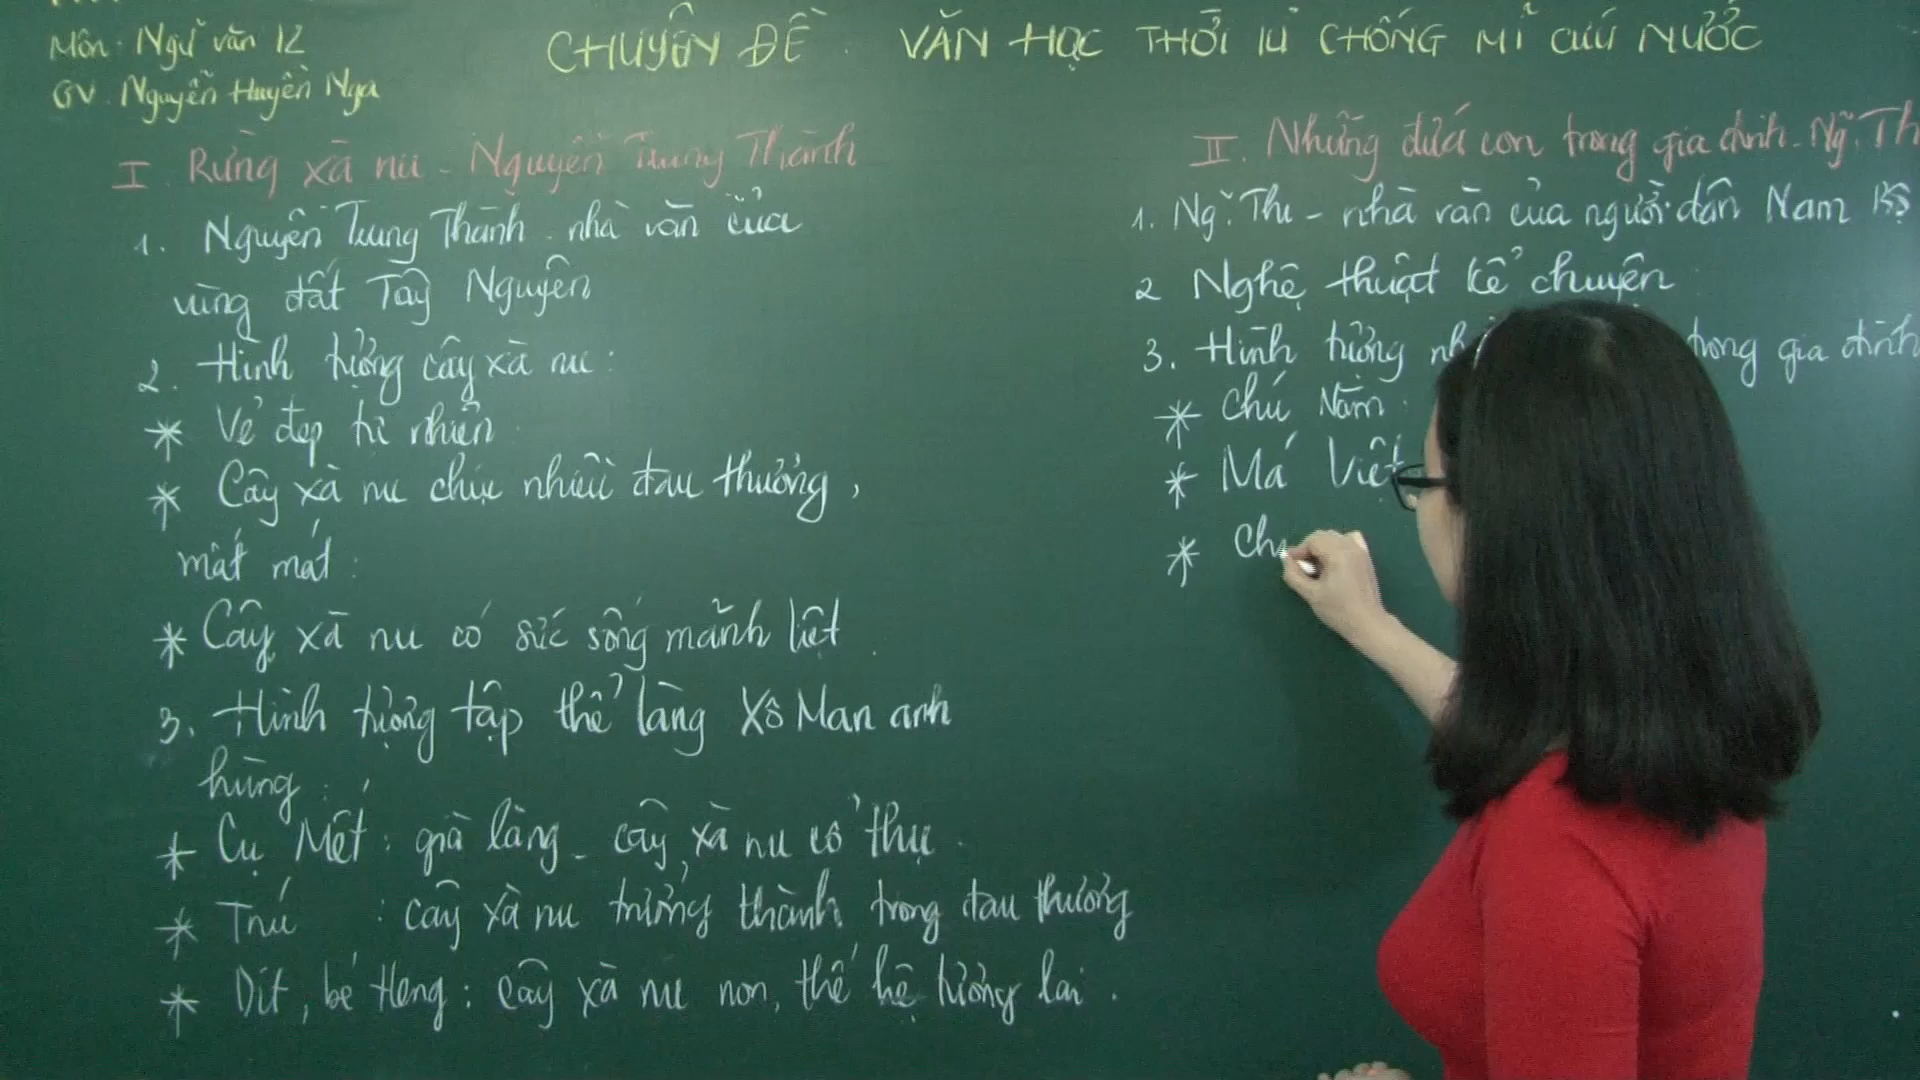 Môn: Ngữ văn 12
GV. Nguyễn Huyền Nga
CHUYÊN ĐỀ: VĂN HỌC THỜI KÌ CHỐNG MĨ CỨU NƯỚC
I. Rừng xà nu - Nguyễn Trung Thành
1. Nguyễn Trung Thành - nhà văn của
vùng đất Tây Nguyên
2. Hình tượng cây xà nu:
* Vẻ đẹp tự nhiên
* Cây xà nu chịu nhiều đau thương,
mất mát:
* Cây xà nu có sức sống mãnh liệt.
3. Hình tượng tập thể làng Xô Man anh
hùng:
* Cụ Mết: già làng - cây xà nu cổ thụ.
* Tnú: cây xà nu trưởng thành trong đau thương
* Dít, bé Heng: cây xà nu non, thế hệ tương lai.
II. Những đứa con trong gia đình - Ng. Th
1. Ng. Thi - nhà văn của người dân Nam Bộ
2. Nghệ thuật kể chuyện
3. Hình tượng nh trong gia đình
* Chú Năm.
* Má Việt
* Ch